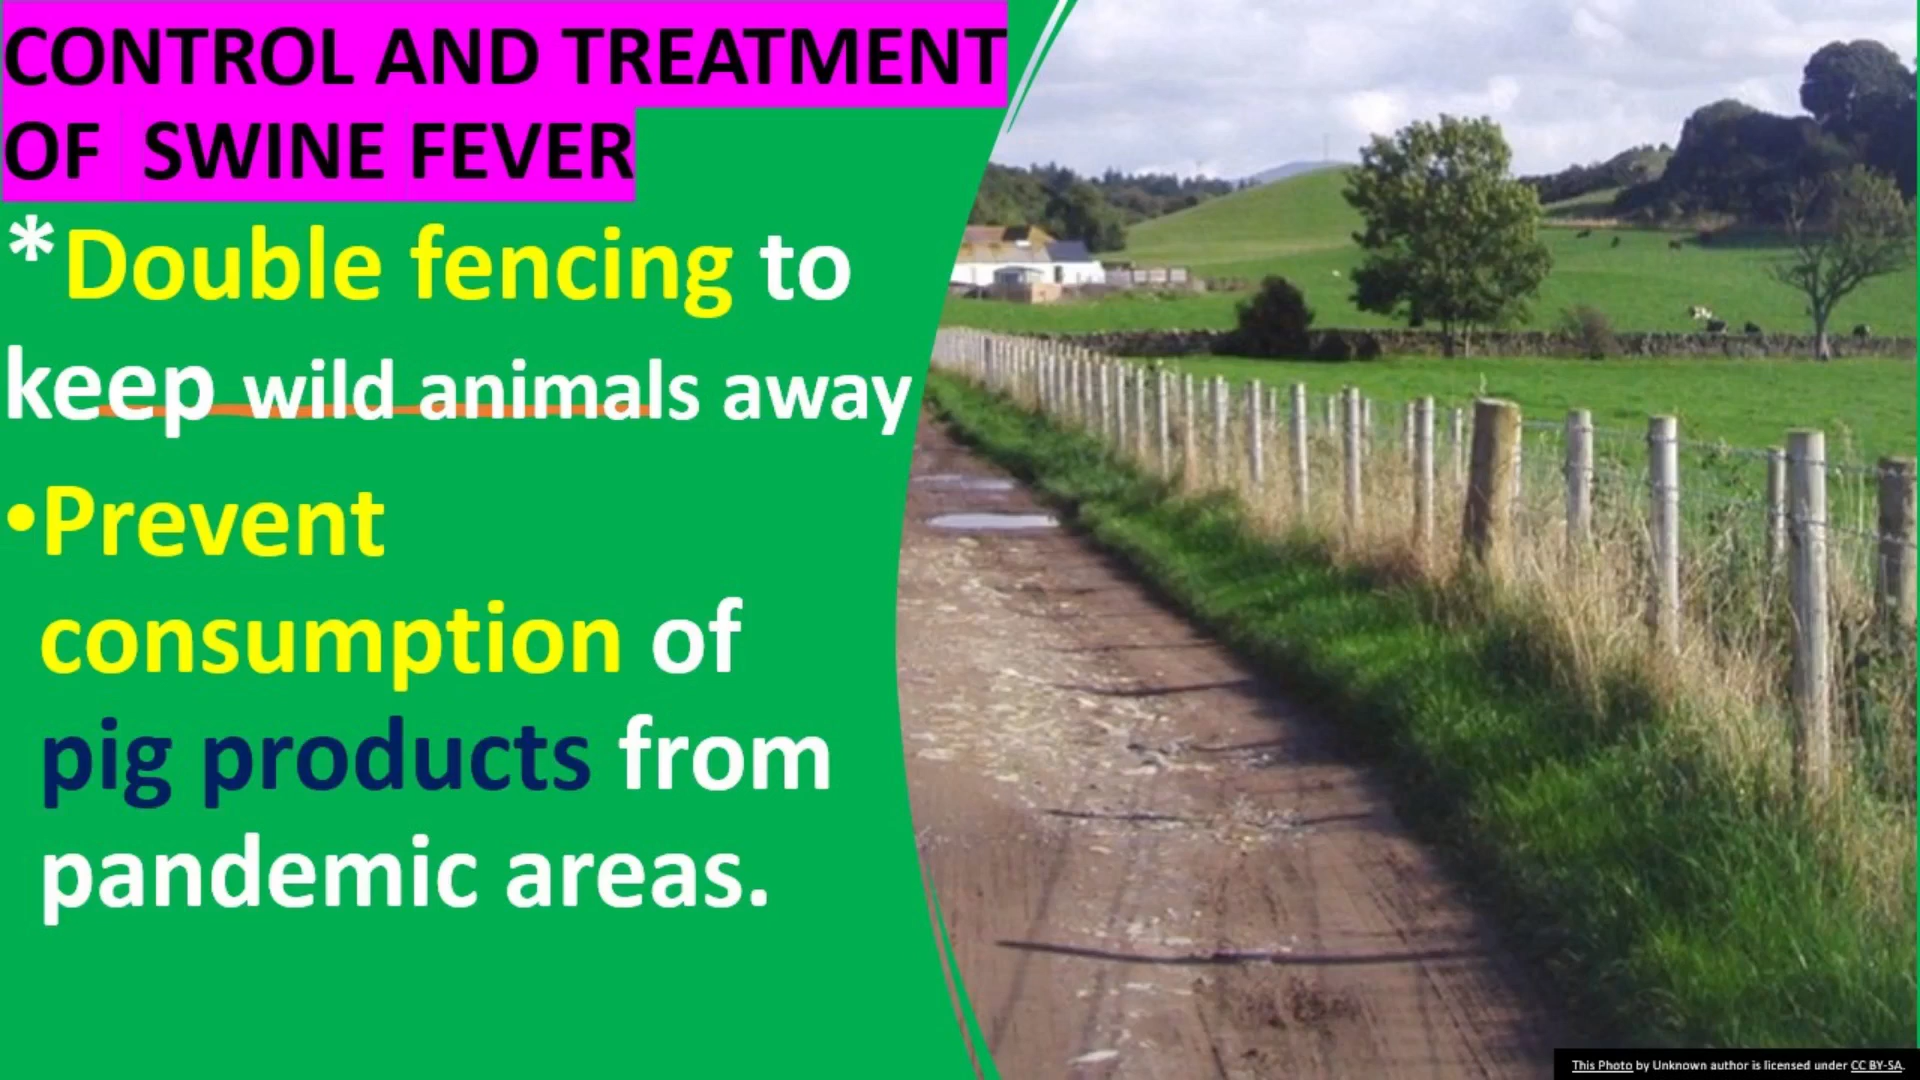 CONTROL AND TREATMENT
OF SWINE FEVER
*Double fencing to
keep wild animals away
•Prevent
consumption of
pig products from
pandemic areas.
This Photo by Unknown author is licensed under CC BY-SA.